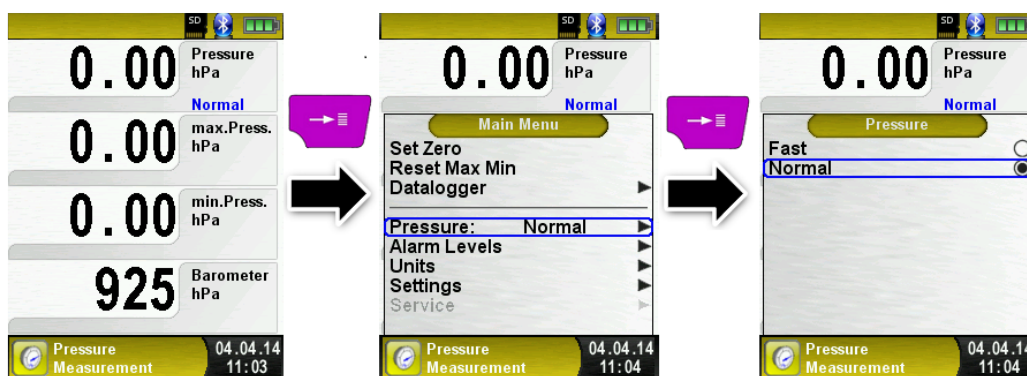 SD
0.00 Pressure
hPa
Normal
0.00 max.Press.
hPa
0.00 min.Press.
hPa
925 Barometer
hPa
Pressure
Measurement
04.04.14
11:03
SD
0.00 Pressure
hPa
Normal
Main Menu
Set Zero
Reset Max Min
Datalogger
Pressure: Normal
Alarm Levels
Units
Settings
Service
Pressure
Measurement
04.04.14
11:04
SD
0.00 Pressure
hPa
Normal
Pressure
Fast
Normal
Pressure
Measurement
04.04.14
11:04